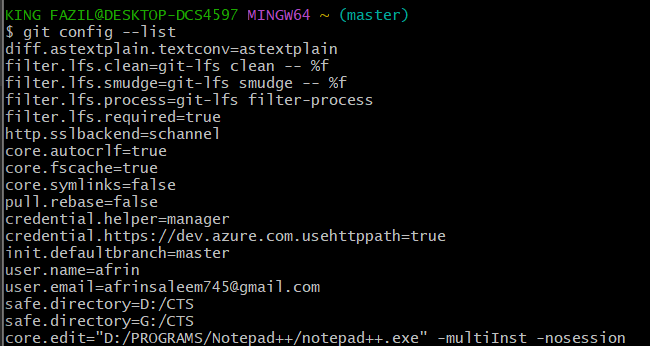 KING FAZIL@DESKTOP-DCS4597 MINGW64 ~ (master)
$ git config --list
diff.astextplain.textconv=astextplain
filter.lfs.clean=git-lfs clean -- %f
filter.lfs.smudge=git-lfs smudge -- %f
filter.lfs.process=git-lfs filter-process
filter.lfs.required=true
http.sslbackend=schannel
core.autocrlf=true
core.fscache=true
core.symlinks=false
pull.rebase=false
credential.helper=manager
credential.https://dev.azure.com.usehttppath=true
init.defaultbranch=master
user.name=afrin
user.email=afrinsaleem745@gmail.com
safe.directory=D:/CTS
safe.directory=G:/CTS
core.edit="D:/PROGRAMS/Notepad++/notepad++.exe" -multiInst -nosession